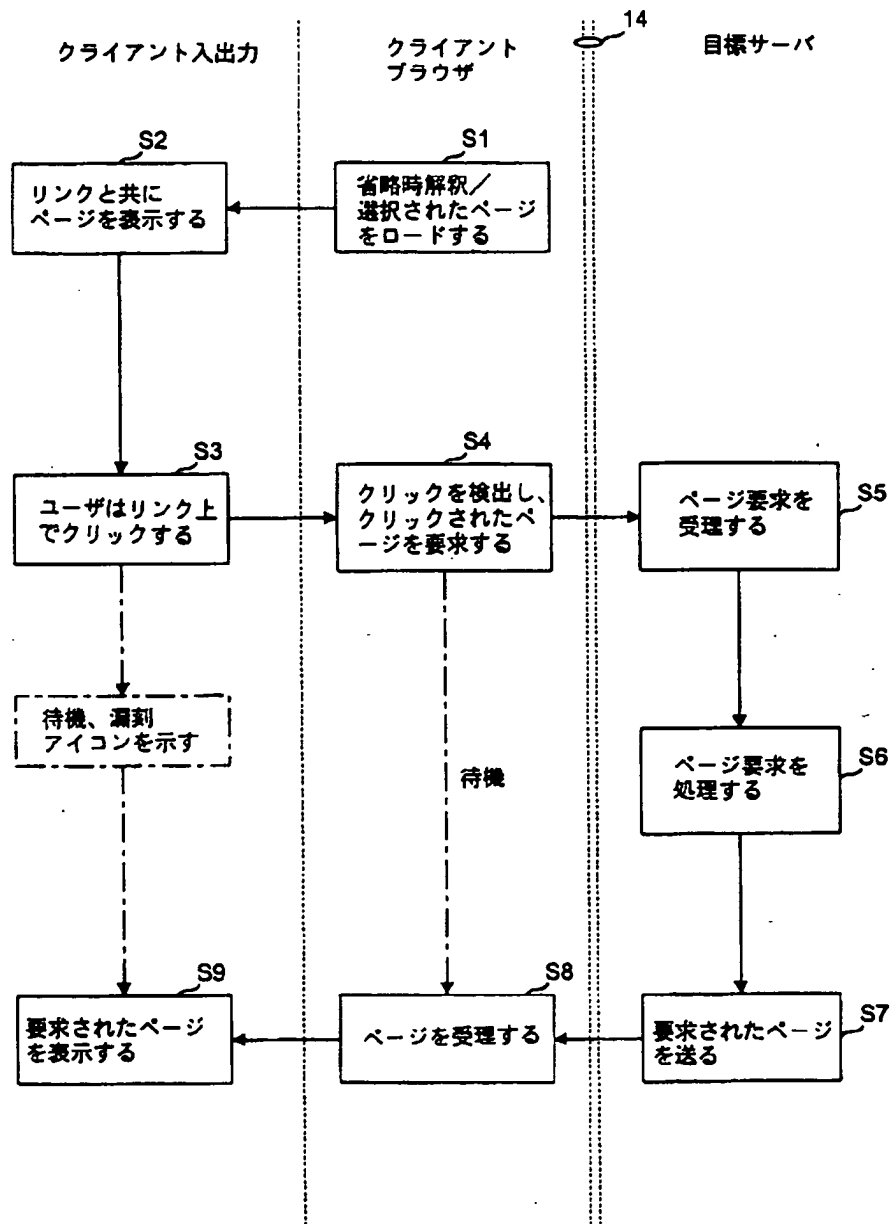 クライアント入出力
クライアント
ブラウザ
14
目標サーバ
S2
リンクと共に
ページを表示する
S1
省略時解釈／
選択されたページ
をロードする
S3
ユーザはリンク上
でクリックする
S4
クリックを検出し、
クリックされたペ
ージを要求する
S5
ページ要求を
受理する
待機、漏刻
アイコンを示す
待機
S6
ページ要求を
処理する
S9
要求されたページ
を表示する
S8
ページを受理する
S7
要求されたページ
を送る